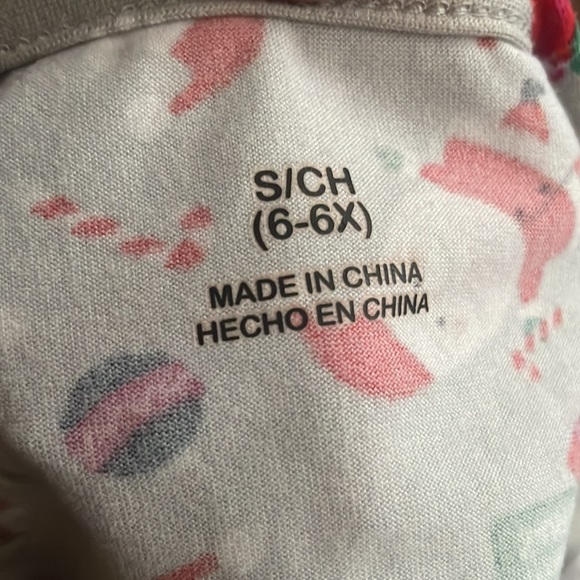 S/CH
(6-6X)
MADE IN CHINA
HECHO EN CHINA